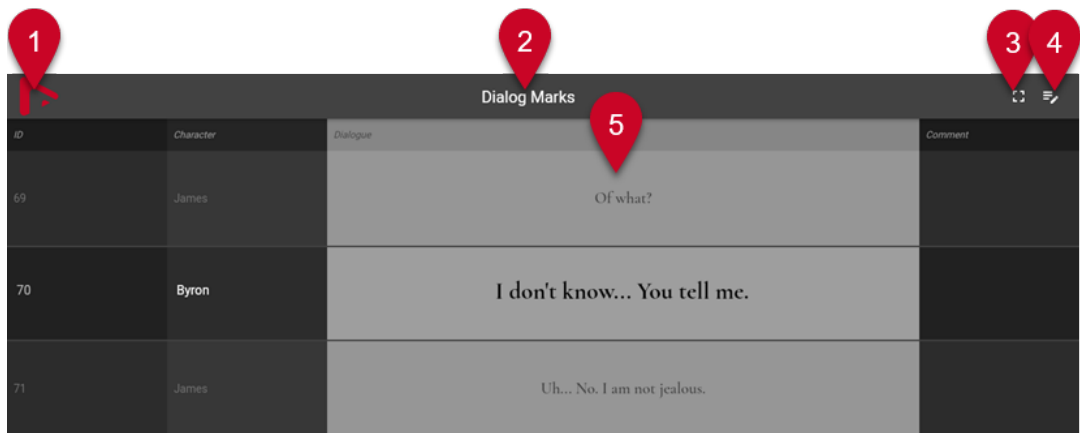 1
2
3
4
Dialog Marks
5
ID
Character
Dialogue
Comment
69
James
Of what?
70
Byron
I don't know... You tell me.
71
James
Uh... No. I am not jealous.